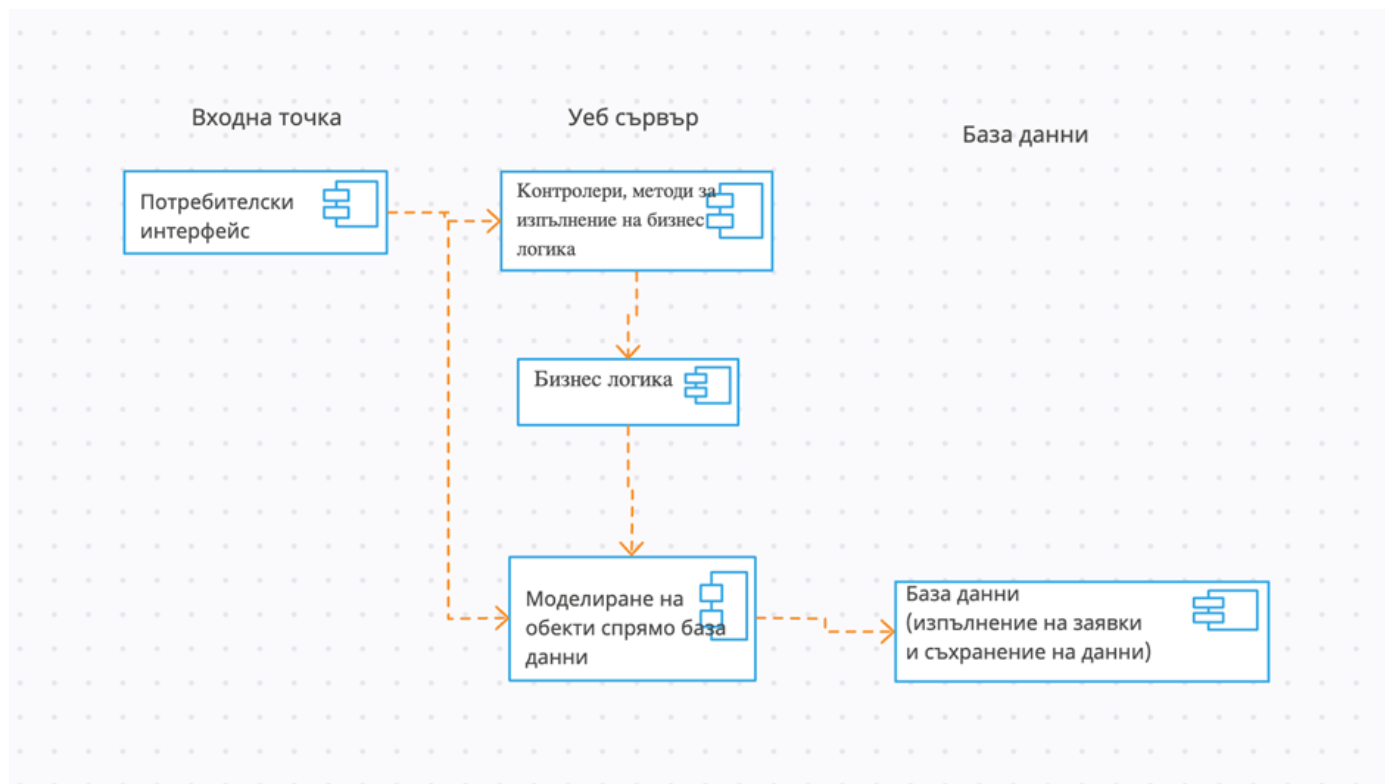 Входна точка
Уеб сървър
База данни
Потребителски
интерфейс
Контролери, методи за
изпълнение на бизнес
логика
Бизнес логика
Моделиране на
обекти спрямо база
данни
База данни
(изпълнение на заявки
и съхранение на данни)